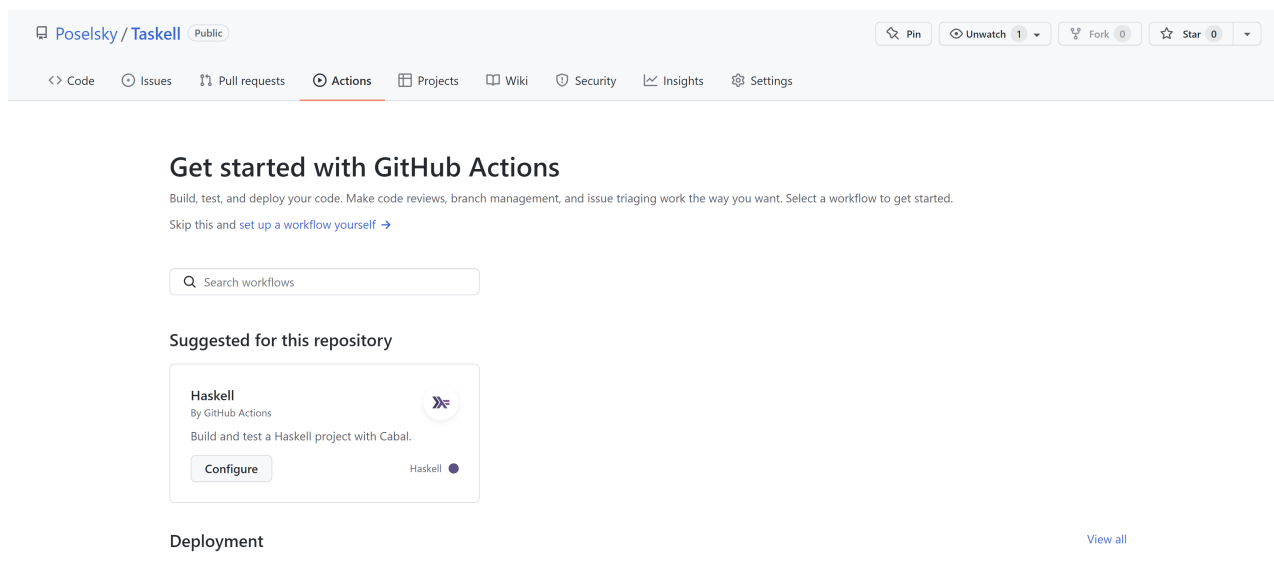 Poselsky / Taskell Public
Pin Unwatch 1 Fork 0 Star 0
Code Issues Pull requests Actions Projects Wiki Security Insights Settings
Get started with GitHub Actions
Build, test, and deploy your code. Make code reviews, branch management, and issue triaging work the way you want. Select a workflow to get started.
Skip this and set up a workflow yourself →
Search workflows
Suggested for this repository
Haskell
By GitHub Actions
Build and test a Haskell project with Cabal.
Configure Haskell
Deployment View all